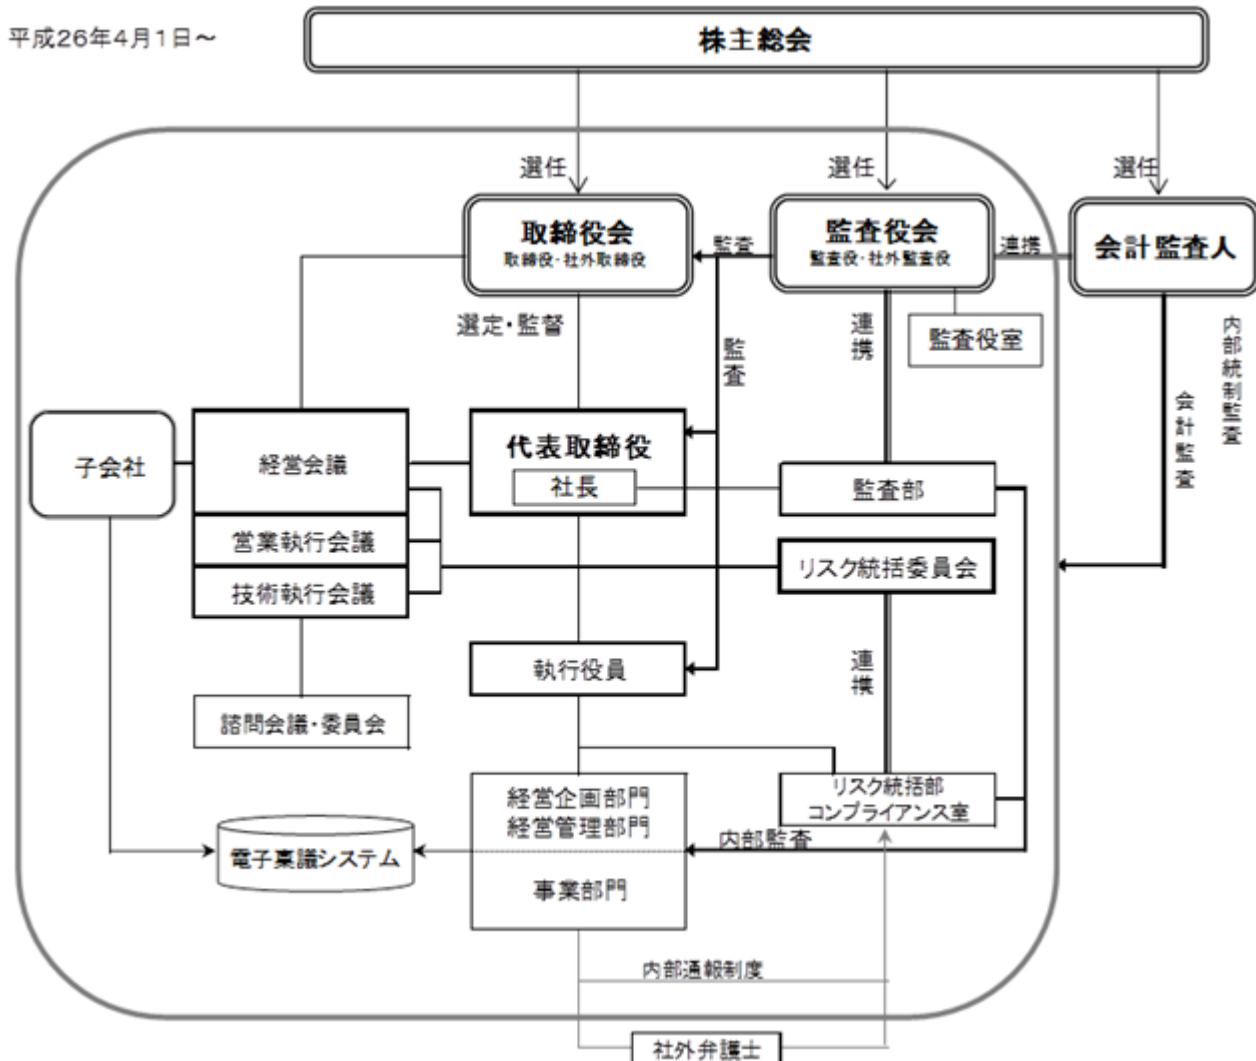 平成26年4月1日～
株主総会
選任
選任
選任
取締役会
取締役・社外取締役
監査
監査役会
監査役・社外監査役
連携
会計監査人
選定・監督
監査
連携
監査役室
内部統制監査
会計監査
子会社
経営会議
代表取締役
社長
監査部
営業執行会議
リスク統括委員会
技術執行会議
執行役員
連携
諮問会議・委員会
経営企画部門
経営管理部門
リスク統括部
コンプライアンス室
内部監査
電子稟議システム
事業部門
内部通報制度
社外弁護士